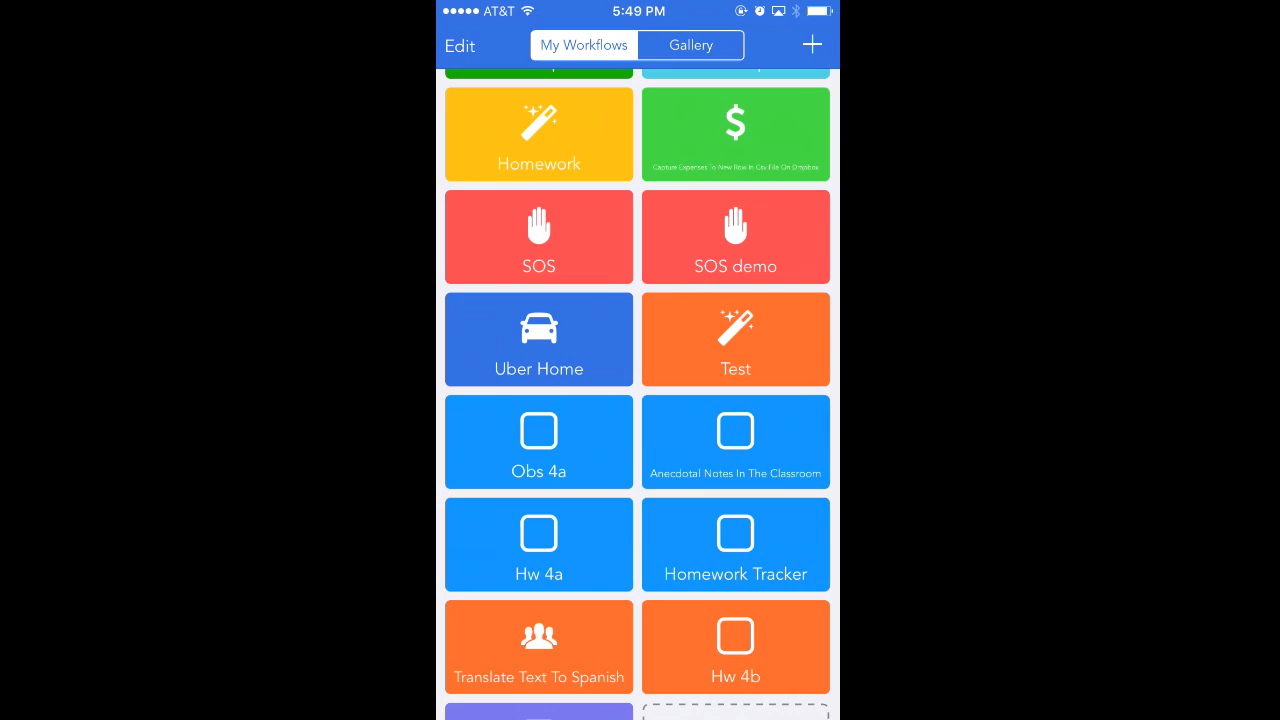 AT&T 5:49 PM
Edit My Workflows Gallery
Homework
Capture Expenses To New Row In Csv File On Dropbox
SOS
SOS demo
Uber Home
Test
Obs 4a
Anecdotal Notes In The Classroom
Hw 4a
Homework Tracker
Translate Text To Spanish
Hw 4b